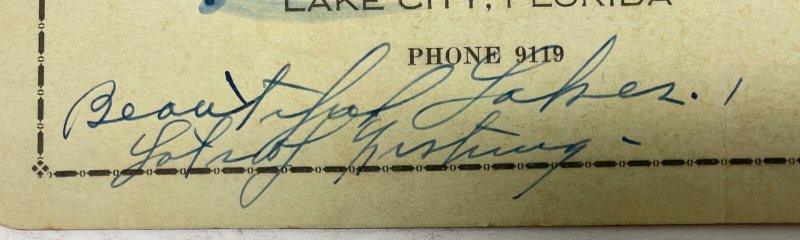 LAKE CITY, FLORIDA
PHONE 9119
Beautiful Lakes.
Lots of Fishing -